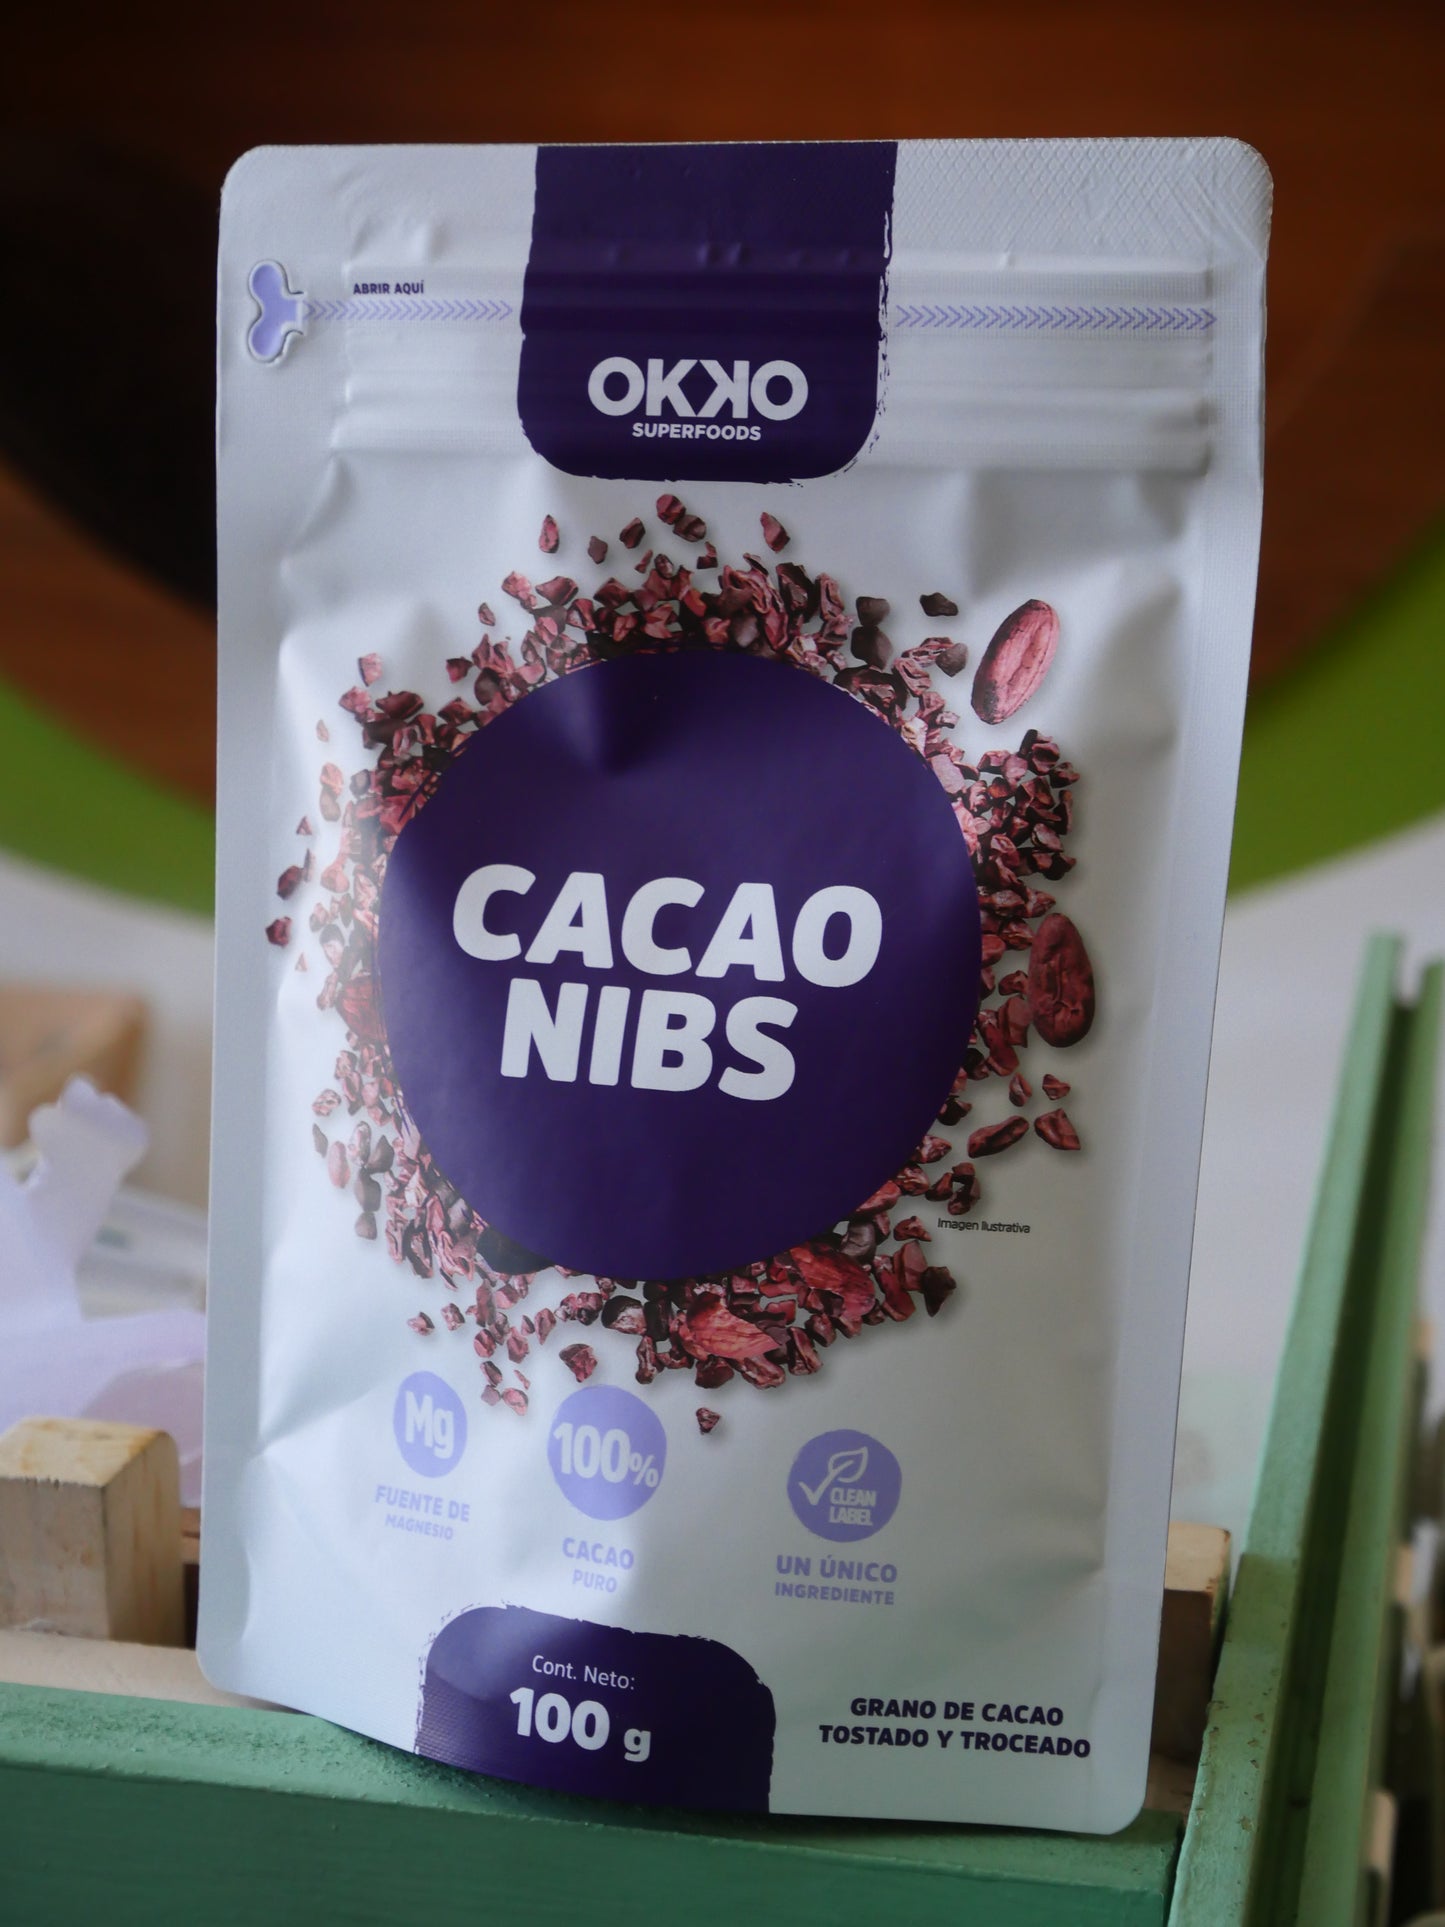 ABRIR AQUÍ
OKKO
SUPERFOODS
CACAO
NIBS
Imagen Ilustrativa
Mg
FUENTE DE
MAGNESIO
100%
CACAO
PURO
CLEAN
LABEL
UN ÚNICO
INGREDIENTE
Cont. Neto:
100 g
GRANO DE CACAO
TOSTADO Y TROCEADO